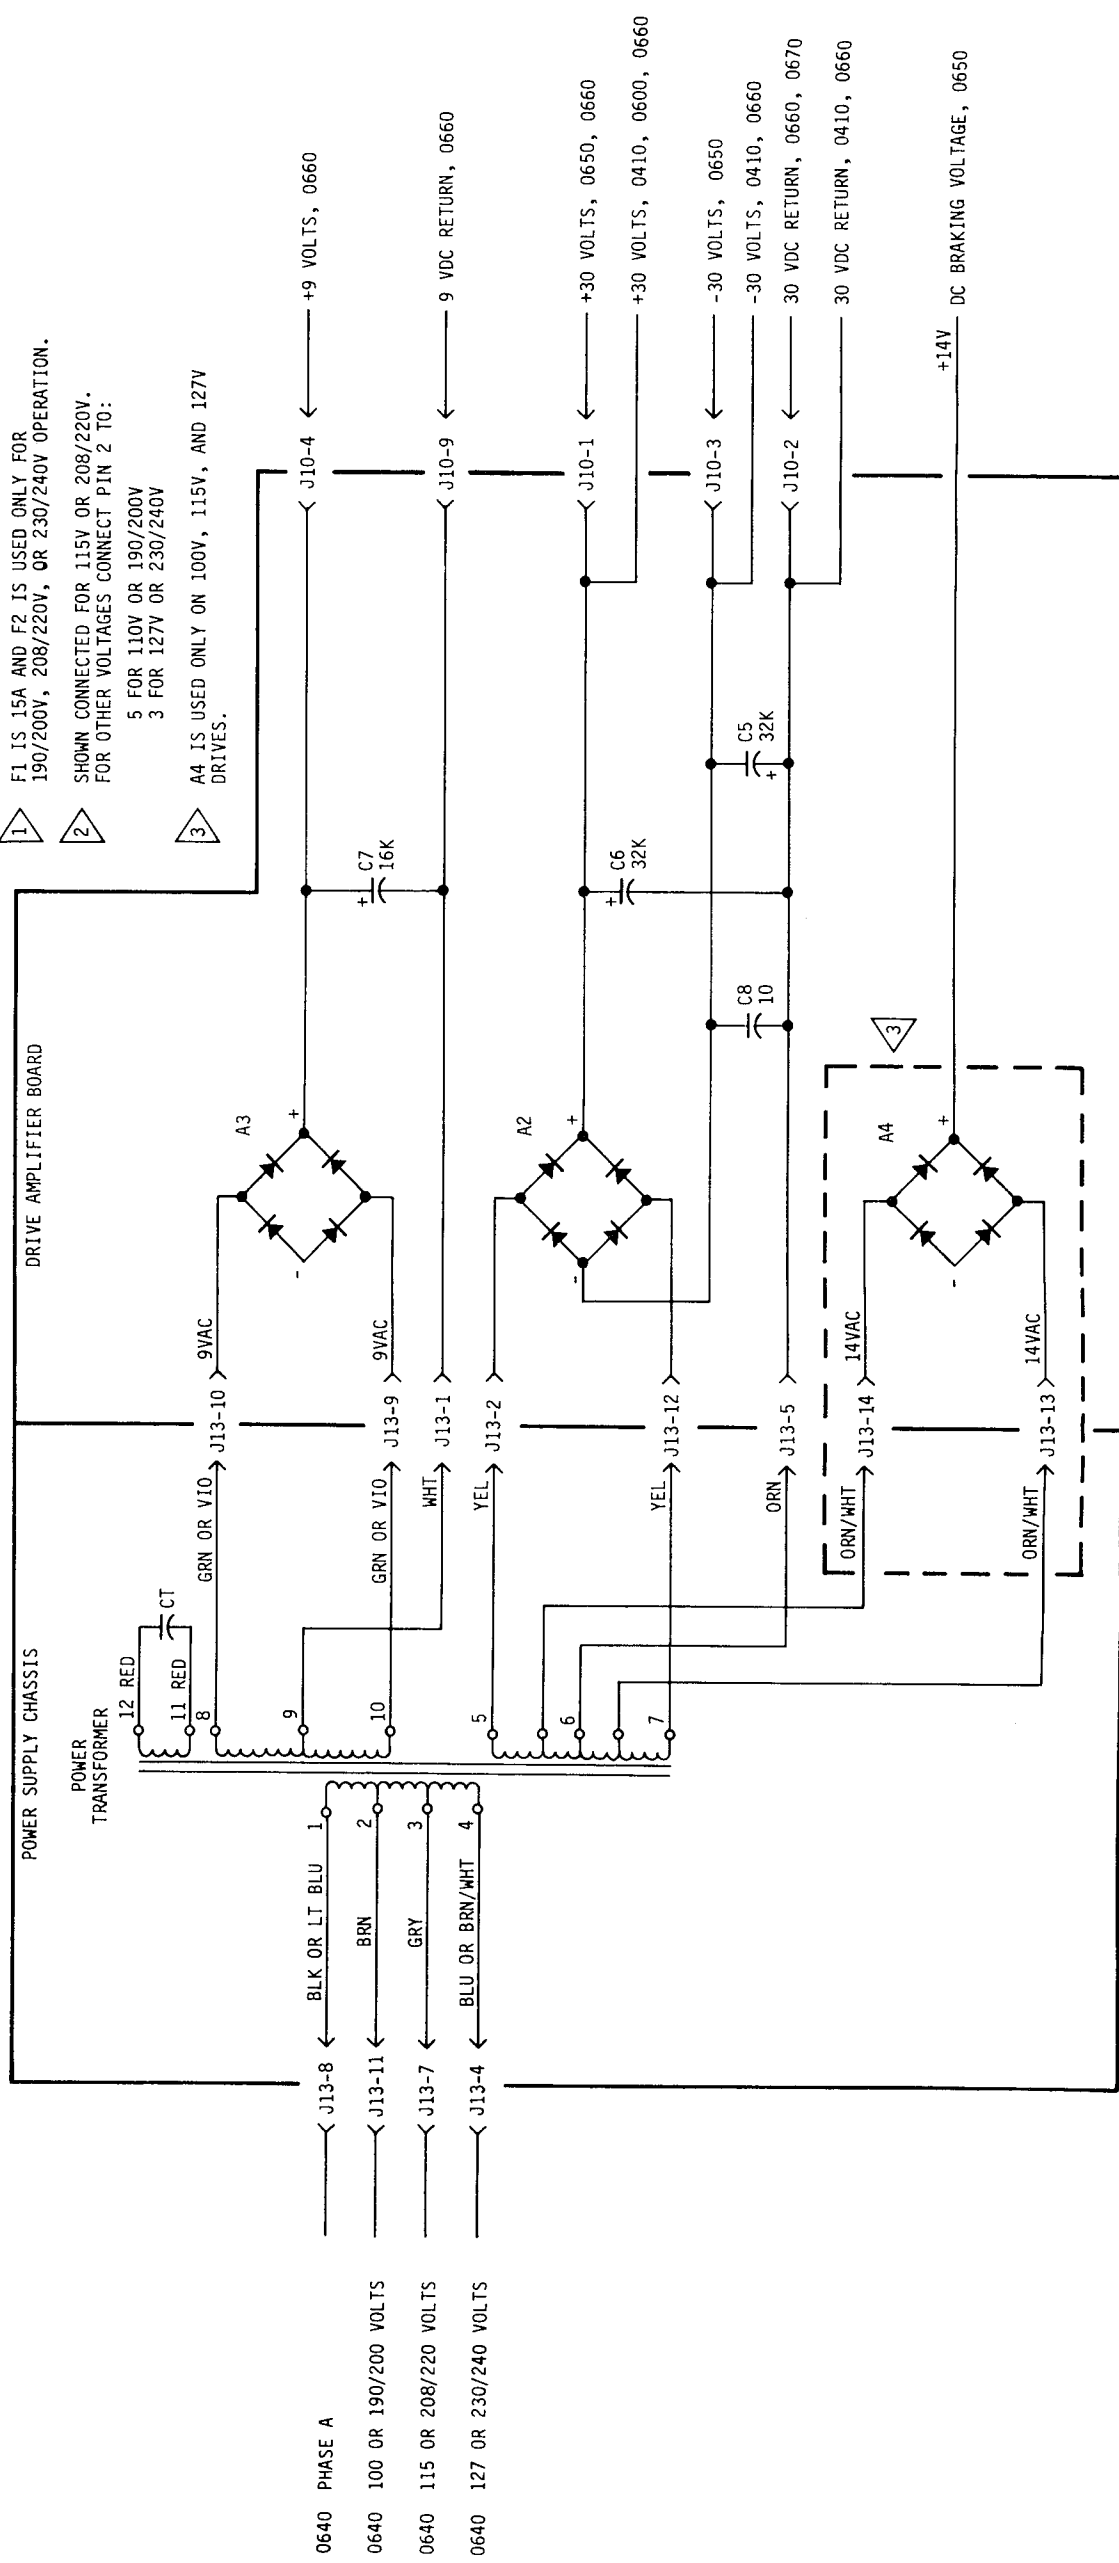 1 F1 IS 15A AND F2 IS USED ONLY FOR
190/200V, 208/220V, OR 230/240V OPERATION.
2 SHOWN CONNECTED FOR 115V OR 208/220V.
FOR OTHER VOLTAGES CONNECT PIN 2 TO:
5 FOR 110V OR 190/200V
3 FOR 127V OR 230/240V
3 A4 IS USED ONLY ON 100V, 115V, AND 127V
DRIVES.
POWER SUPPLY CHASSIS
DRIVE AMPLIFIER BOARD
POWER
TRANSFORMER
0640 PHASE A
0640 100 OR 190/200 VOLTS
0640 115 OR 208/220 VOLTS
0640 127 OR 230/240 VOLTS
J13-8
J13-11
J13-7
J13-4
BLK OR LT BLU
BRN
GRY
BLU OR BRN/WHT
1
2
3
4
12 RED
11 RED
CT
8
9
10
5
6
7
GRN OR VIO
GRN OR VIO
WHT
YEL
YEL
ORN
ORN/WHT
ORN/WHT
J13-10
J13-9
J13-1
J13-2
J13-12
J13-5
J13-14
J13-13
9VAC
9VAC
14VAC
14VAC
A3
+
-
A2
+
-
A4
+
-
3
C7
16K
+
C6
32K
+
C8
10
C5
32K
+
J10-4
J10-9
J10-1
J10-3
J10-2
+9 VOLTS, 0660
9 VDC RETURN, 0660
+30 VOLTS, 0650, 0660
+30 VOLTS, 0410, 0600, 0660
-30 VOLTS, 0650
-30 VOLTS, 0410, 0660
30 VDC RETURN, 0660, 0670
30 VDC RETURN, 0410, 0660
+14V
DC BRAKING VOLTAGE, 0650